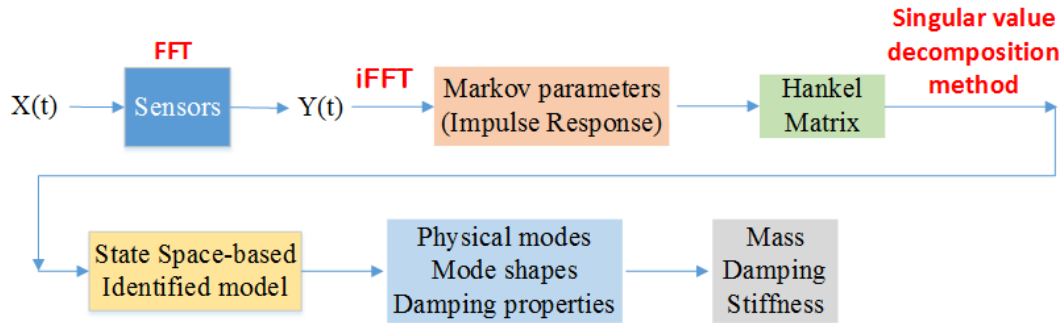 FFT
X(t)
Sensors
Y(t)
iFFT
Markov parameters
(Impulse Response)
Hankel
Matrix
Singular value
decomposition
method
State Space-based
Identified model
Physical modes
Mode shapes
Damping properties
Mass
Damping
Stiffness